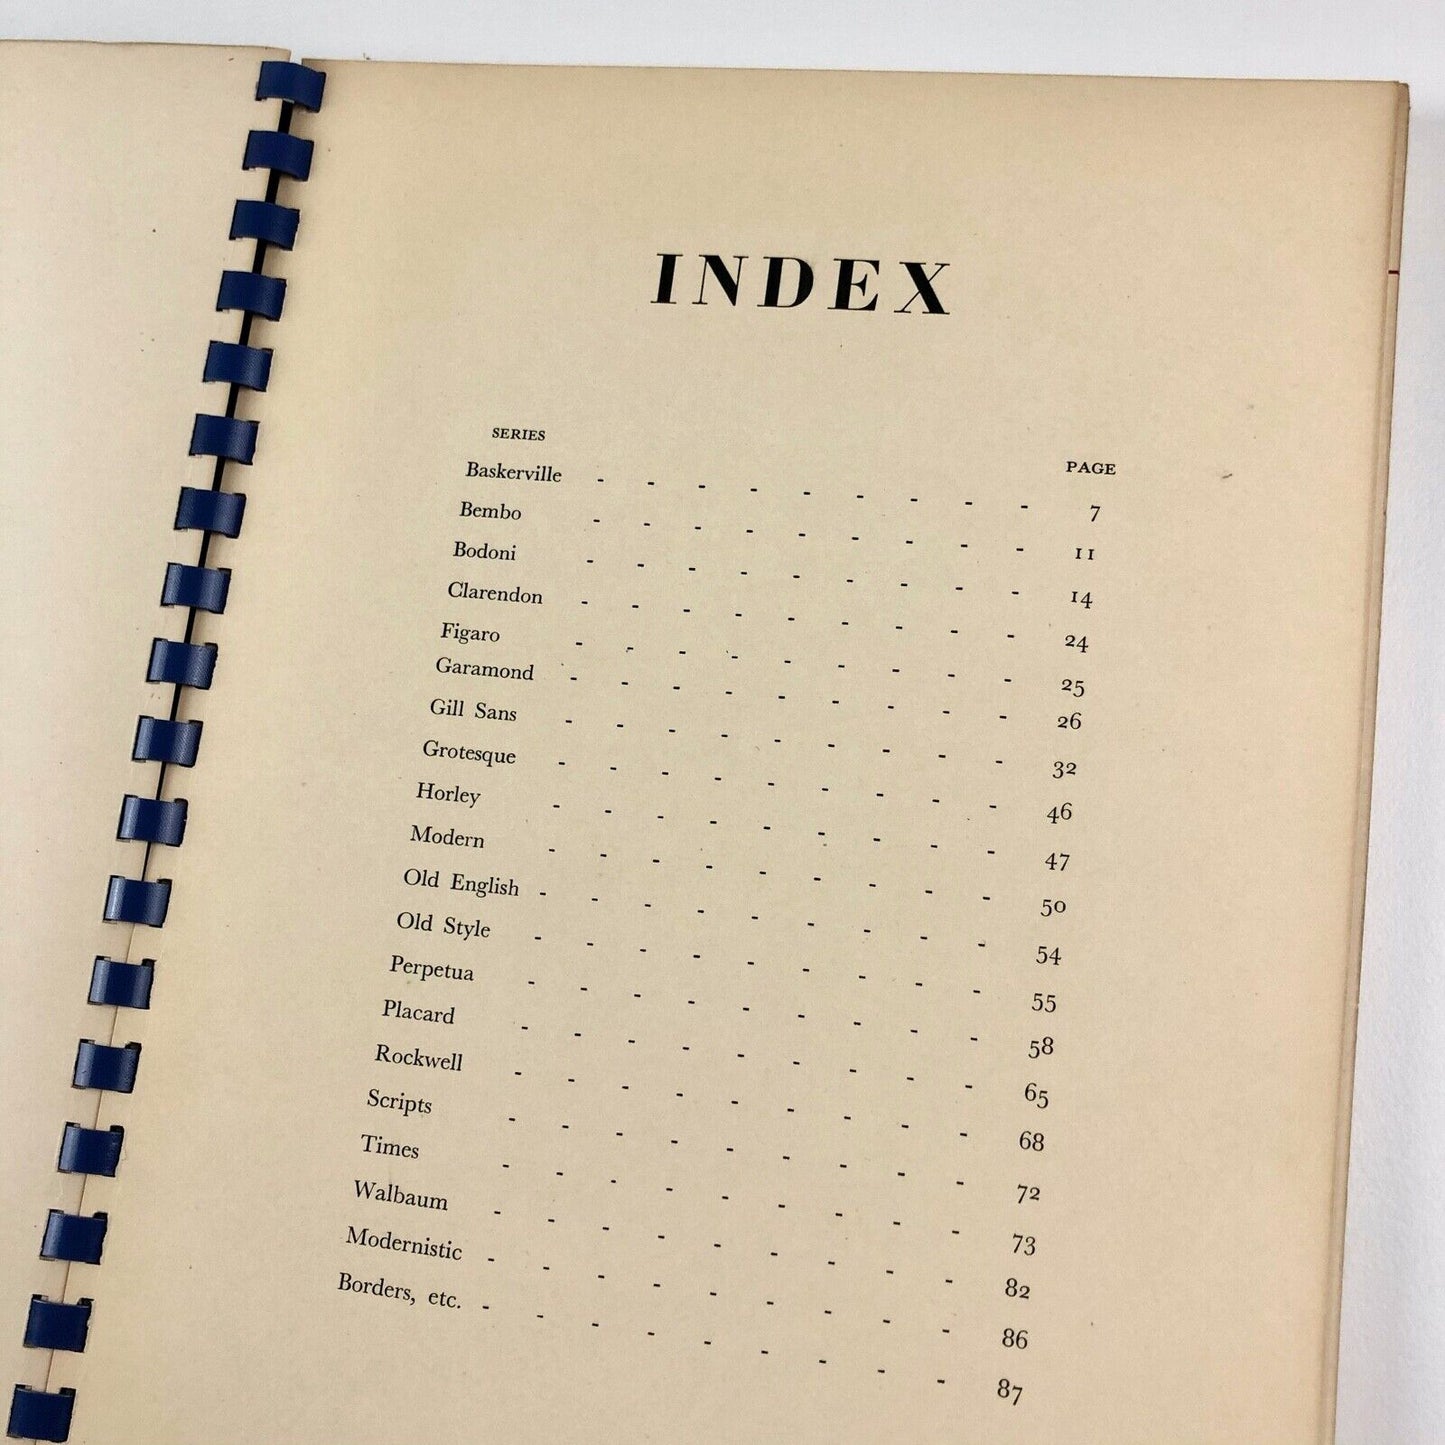 INDEX
SERIES PAGE
Baskerville - - - - - - - - - 7
Bembo - - - - - - - - - 11
Bodoni - - - - - - - - - 14
Clarendon - - - - - - - - - 24
Figaro - - - - - - - - - 25
Garamond - - - - - - - - - 26
Gill Sans - - - - - - - - - 32
Grotesque - - - - - - - - - 46
Horley - - - - - - - - - 47
Modern - - - - - - - - - 50
Old English - - - - - - - - - 54
Old Style - - - - - - - - - 55
Perpetua - - - - - - - - - 58
Placard - - - - - - - - - 65
Rockwell - - - - - - - - - 68
Scripts - - - - - - - - - 72
Times - - - - - - - - - 73
Walbaum - - - - - - - - - 82
Modernistic - - - - - - - - - 86
Borders, etc. - - - - - - - - - 87